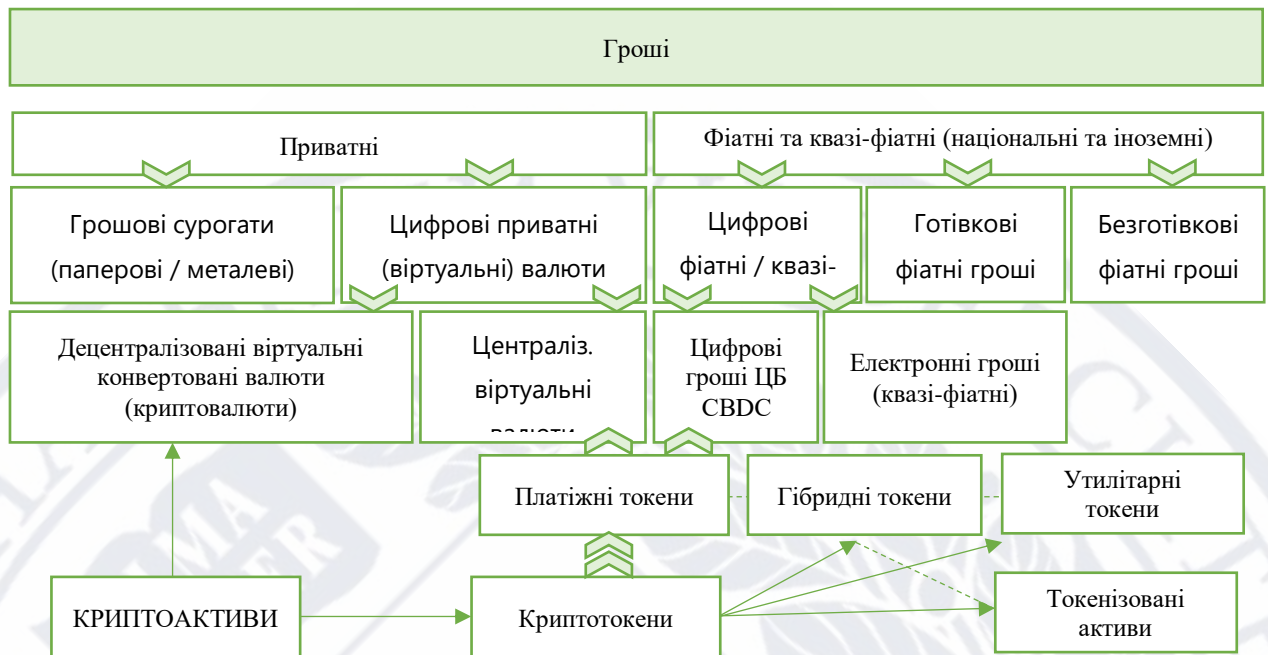 Гроші
Приватні
Фіатні та квазі-фіатні (національні та іноземні)
Грошові сурогати
(паперові / металеві)
Цифрові приватні
(віртуальні) валюти
Цифрові
фіатні / квазі-
Готівкові
фіатні гроші
Безготівкові
фіатні гроші
Децентралізовані віртуальні
конвертовані валюти
(криптовалюти)
Централіз.
віртуальні
валюти
Цифрові
гроші ЦБ
CBDC
Електронні гроші
(квазі-фіатні)
Платіжні токени
Гібридні токени
Утилітарні
токени
КРИПТОАКТИВИ
Криптотокени
Токенізовані
активи